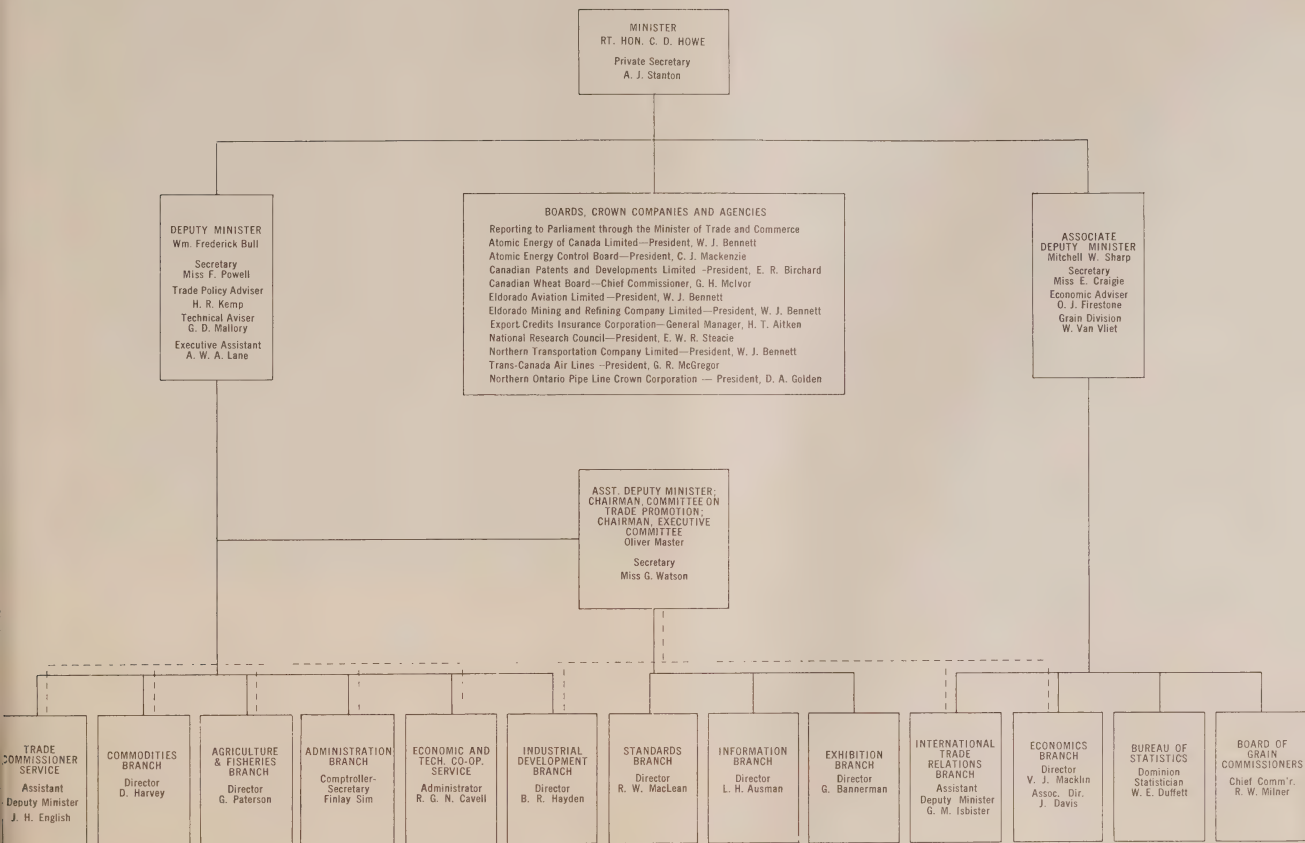 MINISTER
RT. HON. C. D. HOWE
Private Secretary
A. J. Stanton
DEPUTY MINISTER
Wm. Frederick Bull
Secretary
Miss F. Powell
Trade Policy Adviser
H. R. Kemp
Technical Aviser
G. D. Mallory
Executive Assistant
A. W. A. Lane
BOARDS, CROWN COMPANIES AND AGENCIES
Reporting to Parliament through the Minister of Trade and Commerce
Atomic Energy of Canada Limited—President, W. J. Bennett
Atomic Energy Control Board—President, C. J. Mackenzie
Canadian Patents and Developments Limited –President, E. R. Birchard
Canadian Wheat Board—Chief Commissioner, G. H. McIvor
Eldorado Aviation Limited—President, W. J. Bennett
Eldorado Mining and Refining Company Limited—President, W. J. Bennett
Export Credits Insurance Corporation—General Manager, H. T. Aitken
National Research Council—President, E. W. R. Steacie
Northern Transportation Company Limited—President, W. J. Bennett
Trans-Canada Air Lines –President, G. R. McGregor
Northern Ontario Pipe Line Crown Corporation — President, D. A. Golden
ASSOCIATE
DEPUTY MINISTER
Mitchell W. Sharp
Secretary
Miss E. Craigie
Economic Adviser
O. J. Firestone
Grain Division
W. Van Vliet
ASST. DEPUTY MINISTER;
CHAIRMAN, COMMITTEE ON
TRADE PROMOTION;
CHAIRMAN, EXECUTIVE
COMMITTEE
Oliver Master
Secretary
Miss G. Watson
TRADE
COMMISSIONER
SERVICE
Assistant
Deputy Minister
J. H. English
COMMODITIES
BRANCH
Director
D. Harvey
AGRICULTURE
& FISHERIES
BRANCH
Director
G. Paterson
ADMINISTRATION
BRANCH
Comptroller-
Secretary
Finlay Sim
ECONOMIC AND
TECH. CO-OP.
SERVICE
Administrator
R. G. N. Cavell
INDUSTRIAL
DEVELOPMENT
BRANCH
Director
B. R. Hayden
STANDARDS
BRANCH
Director
R. W. MacLean
INFORMATION
BRANCH
Director
L. H. Ausman
EXHIBITION
BRANCH
Director
G. Bannerman
INTERNATIONAL
TRADE
RELATIONS
BRANCH
Assistant
Deputy Minister
G. M. Isbister
ECONOMICS
BRANCH
Director
V. J. Macklin
Assoc. Dir.
J. Davis
BUREAU OF
STATISTICS
Dominion
Statistician
W. E. Duffett
BOARD OF
GRAIN
COMMISSIONERS
Chief Comm'r.
R. W. Milner